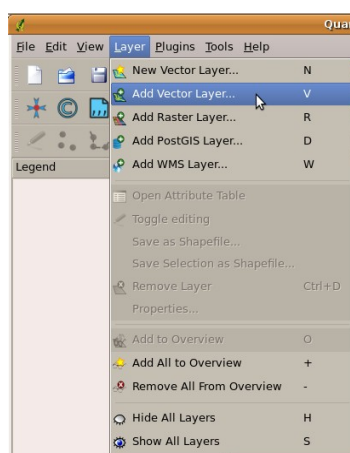 Qua
File Edit View Layer Plugins Tools Help
New Vector Layer... N
Add Vector Layer... V
Add Raster Layer... R
Add PostGIS Layer... D
Add WMS Layer... W
Legend
Open Attribute Table
Toggle editing
Save as Shapefile...
Save Selection as Shapefile...
Remove Layer Ctrl+D
Properties...
Add to Overview O
Add All to Overview +
Remove All From Overview -
Hide All Layers H
Show All Layers S